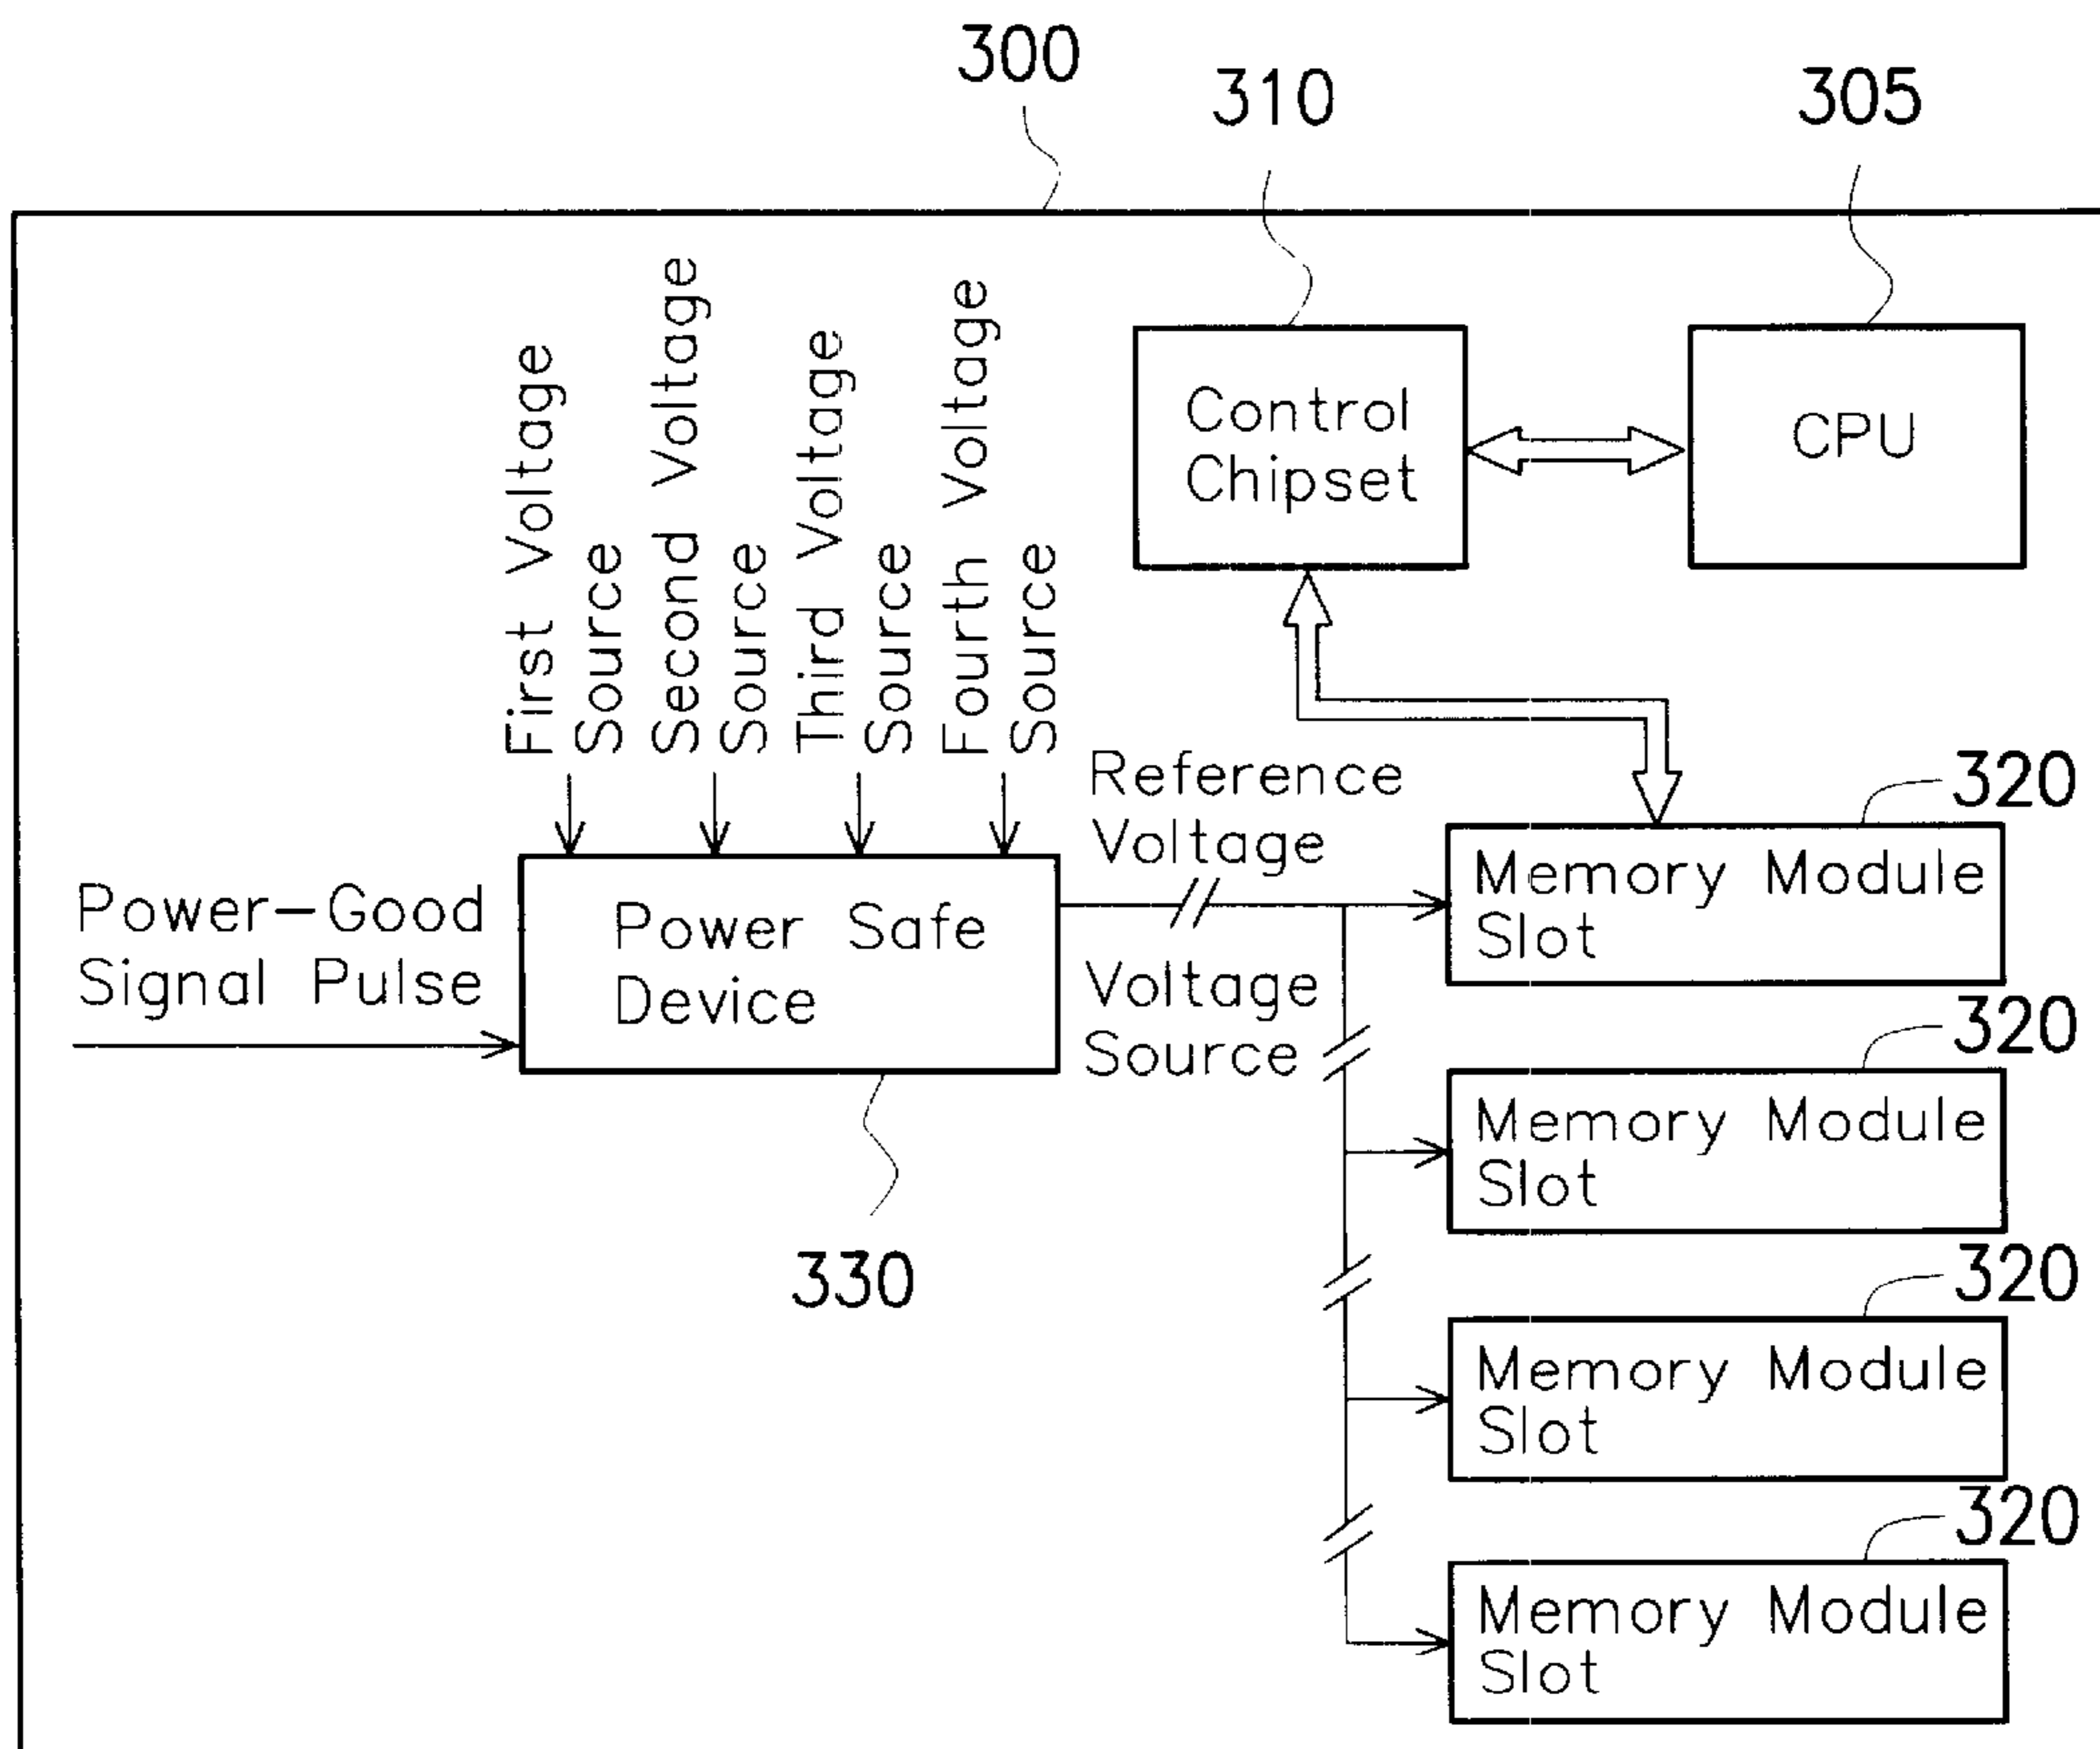 300
310
305
First Voltage
Source
Second Voltage
Source
Third Voltage
Source
Fourth Voltage
Source
Control
Chipset
CPU
Reference
Voltage
320
Memory Module
Slot
Power-Good
Signal Pulse
Power Safe
Device
Voltage
Source
320
Memory Module
Slot
330
320
Memory Module
Slot
320
Memory Module
Slot